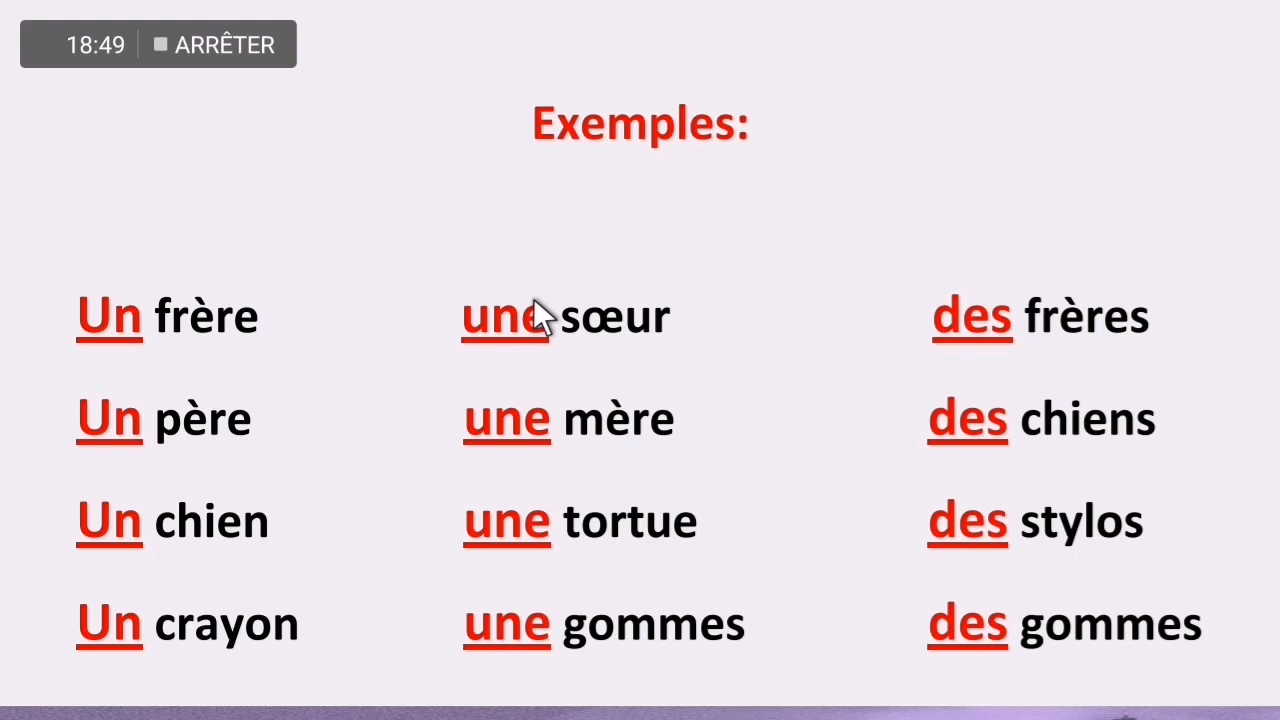 18:49 ARRÊTER
Exemples:
Un frère une sœur des frères
Un père une mère des chiens
Un chien une tortue des stylos
Un crayon une gommes des gommes